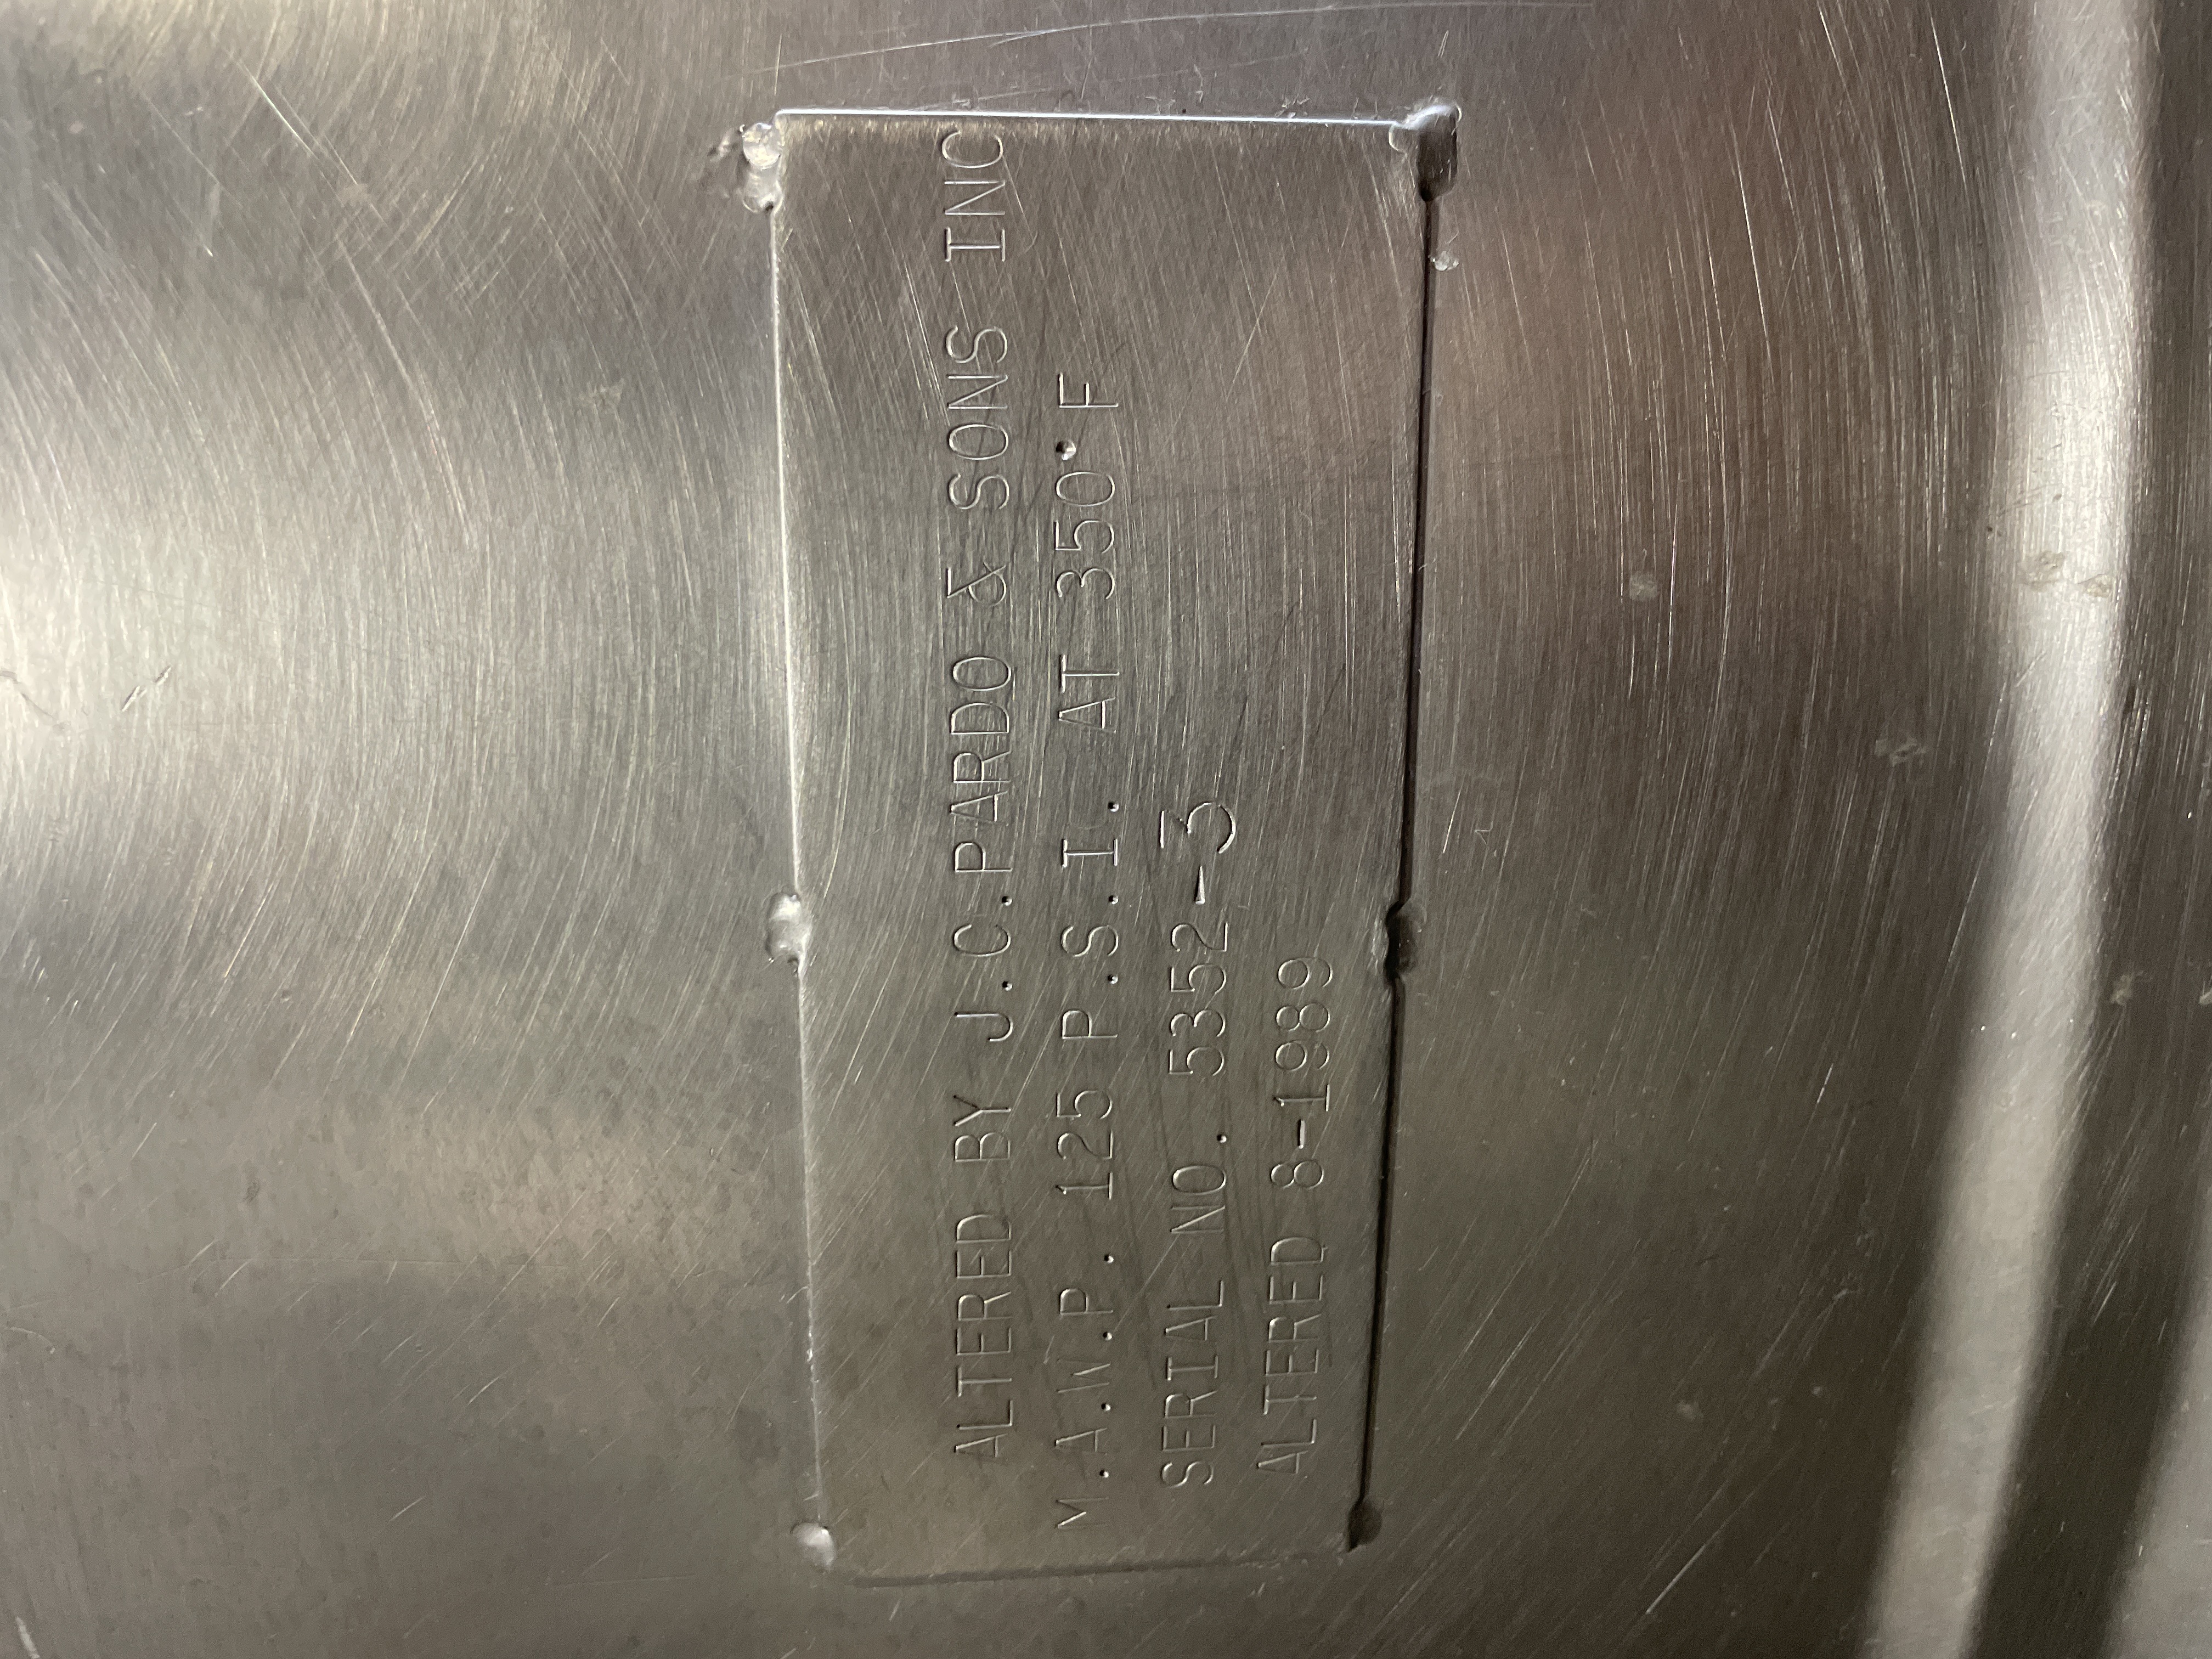 ALTERED BY J.C.PARDO & SONS INC
M.A.W.P. 125 P.S.I. AT 350°F
SERIAL NO. 5352-3
ALTERED 8-1989